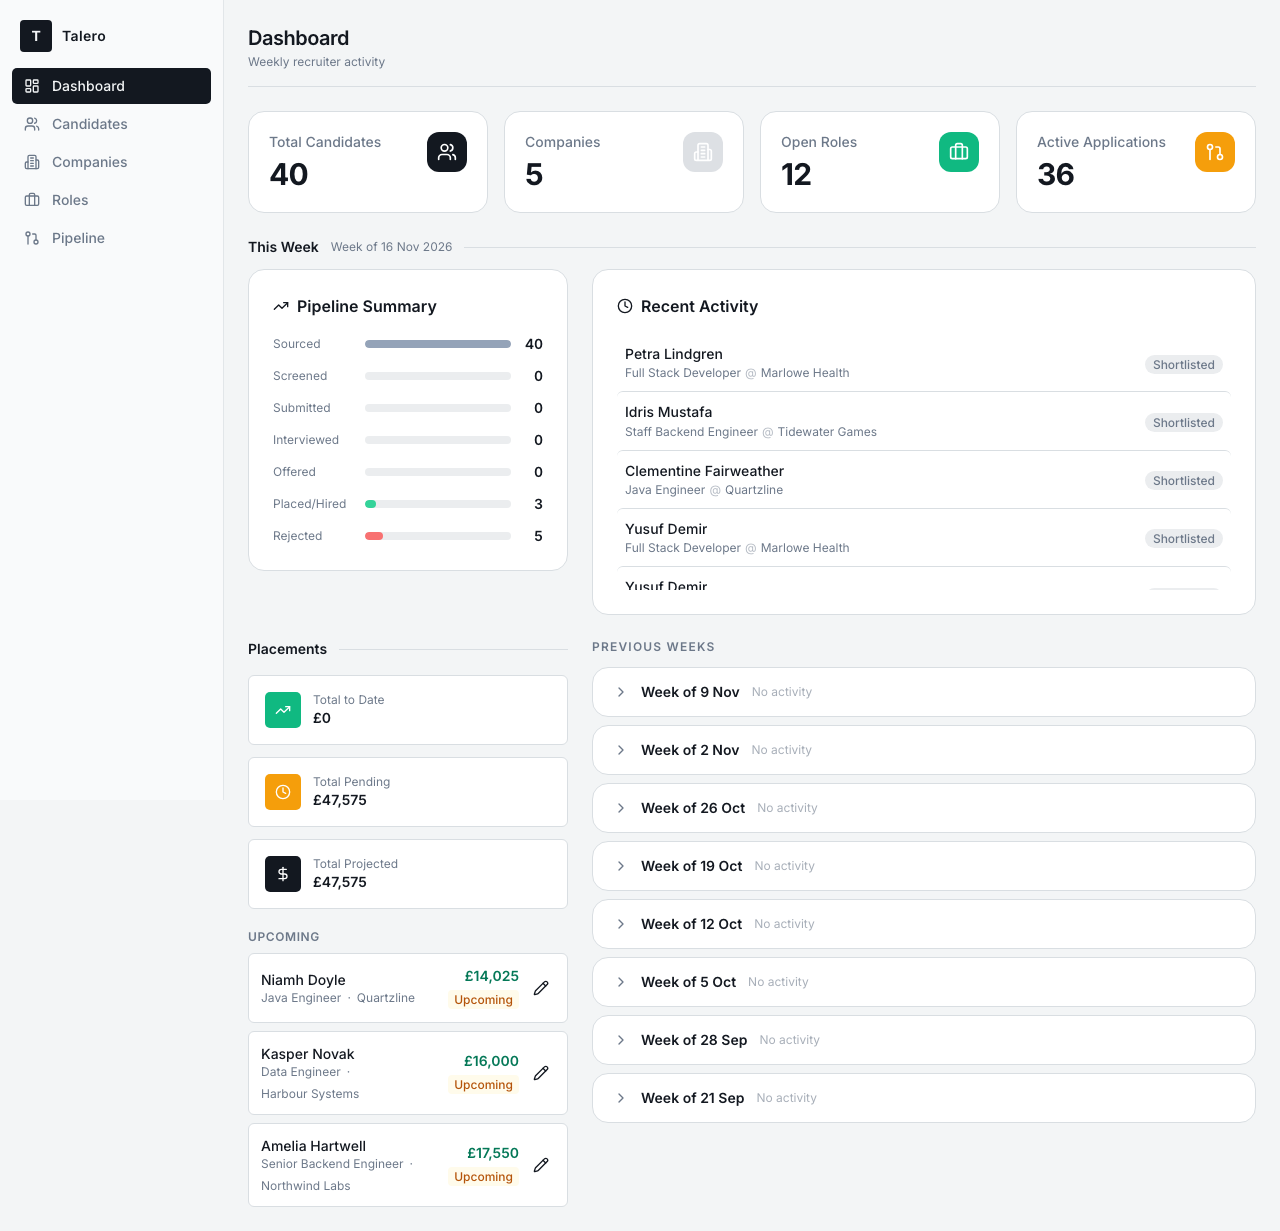 T Talero
Dashboard
Candidates
Companies
Roles
Pipeline
Dashboard
Weekly recruiter activity
Total Candidates
40
Companies
5
Open Roles
12
Active Applications
36
This Week Week of 16 Nov 2026
Pipeline Summary
Sourced 40
Screened 0
Submitted 0
Interviewed 0
Offered 0
Placed/Hired 3
Rejected 5
Recent Activity
Petra Lindgren
Full Stack Developer @ Marlowe Health
Shortlisted
Idris Mustafa
Staff Backend Engineer @ Tidewater Games
Shortlisted
Clementine Fairweather
Java Engineer @ Quartzline
Shortlisted
Yusuf Demir
Full Stack Developer @ Marlowe Health
Shortlisted
Yusuf Demir
Placements
Total to Date
£0
Total Pending
£47,575
Total Projected
£47,575
UPCOMING
Niamh Doyle
Java Engineer · Quartzline
£14,025
Upcoming
Kasper Novak
Data Engineer ·
Harbour Systems
£16,000
Upcoming
Amelia Hartwell
Senior Backend Engineer ·
Northwind Labs
£17,550
Upcoming
PREVIOUS WEEKS
Week of 9 Nov No activity
Week of 2 Nov No activity
Week of 26 Oct No activity
Week of 19 Oct No activity
Week of 12 Oct No activity
Week of 5 Oct No activity
Week of 28 Sep No activity
Week of 21 Sep No activity